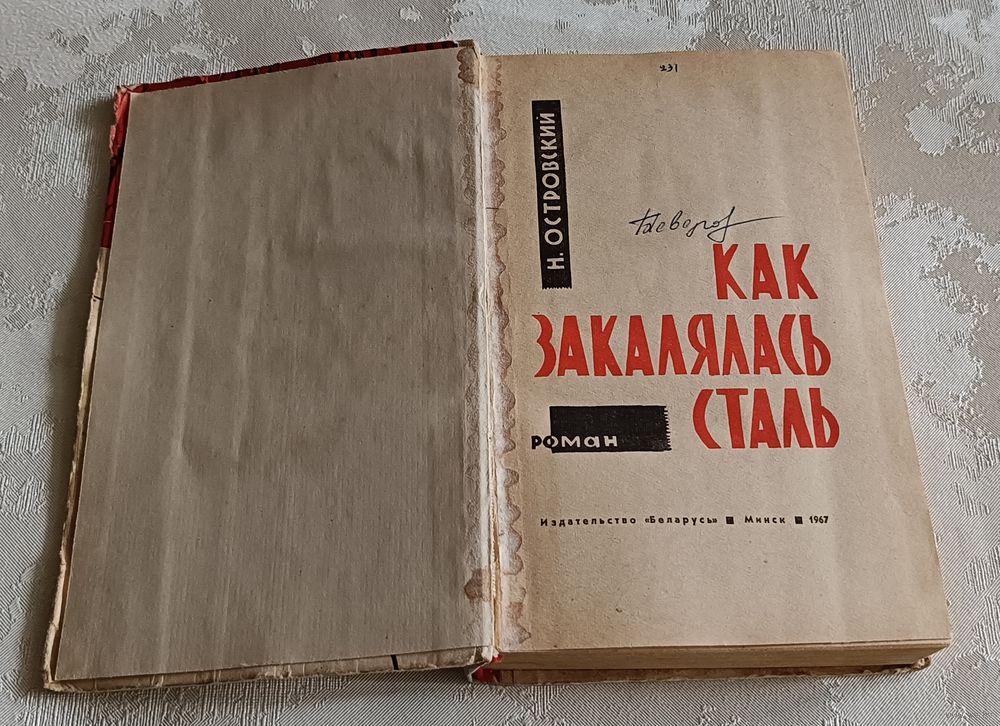 231
Н. ОСТРОВСКИЙ
КАК
ЗАКАЛЯЛАСЬ
СТАЛЬ
роман
Издательство «Беларусь» ■ Минск ■ 1967